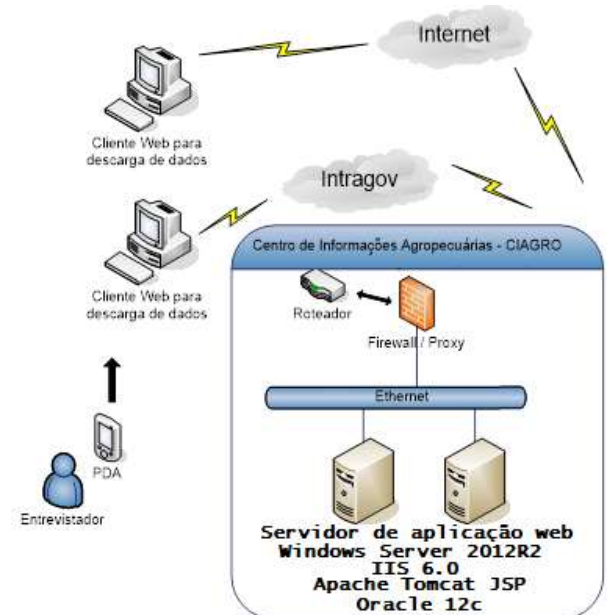 Internet
Cliente Web para
descarga de dados
Intragov
Cliente Web para
descarga de dados
Centro de Informações Agropecuárias - CIAGRO
Roteador
Firewall / Proxy
Ethernet
PDA
Entrevistador
Servidor de aplicação web
Windows Server 2012R2
IIS 6.0
Apache Tomcat JSP
Oracle 12c